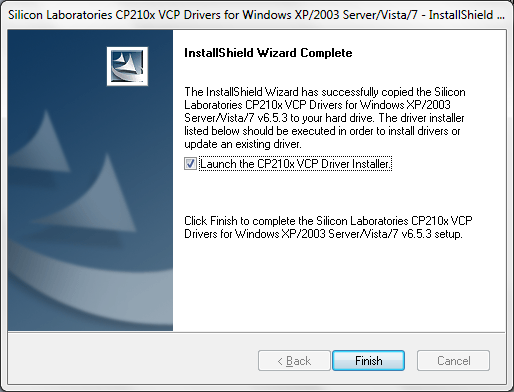 Silicon Laboratories CP210x VCP Drivers for Windows XP/2003 Server/Vista/7 - InstallShield ...
InstallShield Wizard Complete
The InstallShield Wizard has successfully copied the Silicon
Laboratories CP210x VCP Drivers for Windows XP/2003
Server/Vista/7 v6.5.3 to your hard drive. The driver installer
listed below should be executed in order to install drivers or
update an existing driver.
Launch the CP210x VCP Driver Installer.
Click Finish to complete the Silicon Laboratories CP210x VCP
Drivers for Windows XP/2003 Server/Vista/7 v6.5.3 setup.
< Back
Finish
Cancel